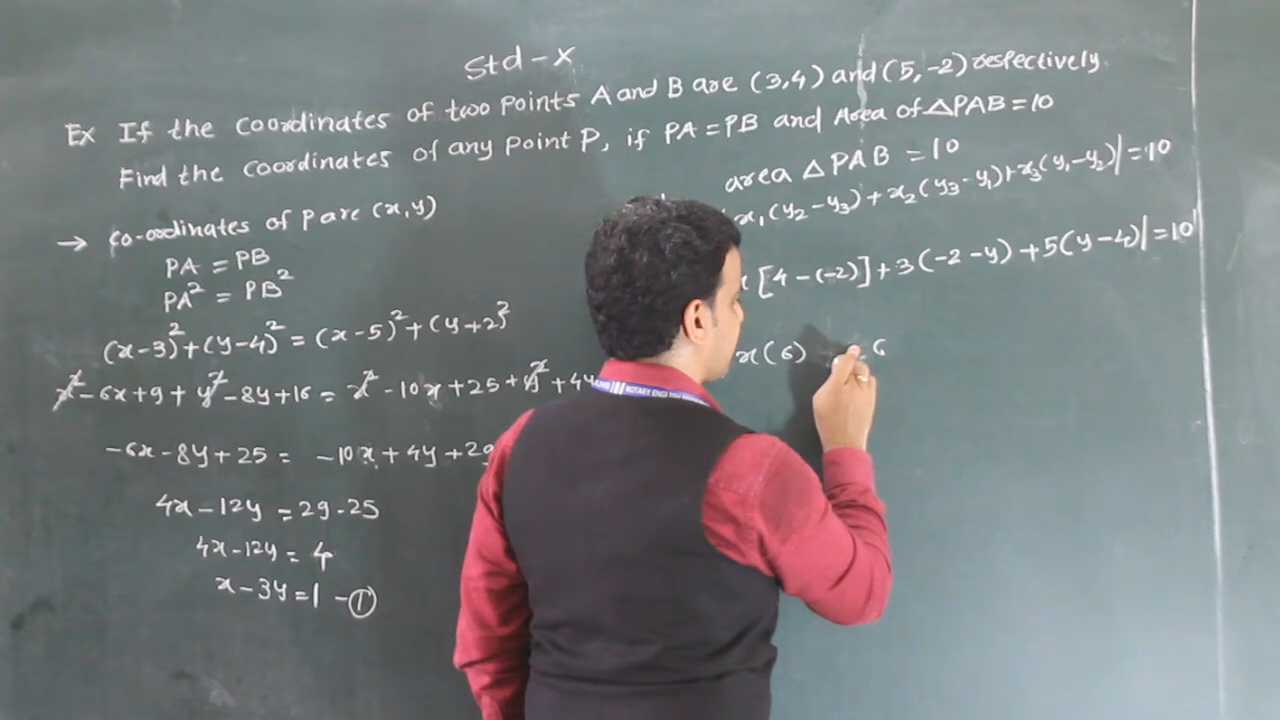 Std - X
Ex If the coordinates of two points A and B are (3,4) and (5,-2) respectively
Find the coordinates of any point P, if PA = PB and Area of △PAB = 10
→ co-ordinates of P are (x,y)
PA = PB
PA² = PB²
(x-3)² + (y-4)² = (x-5)² + (y+2)²
x² - 6x + 9 + y² - 8y + 16 = x² - 10x + 25 + y² + 4y
-6x - 8y + 25 = -10x + 4y + 29
4x - 12y = 29 - 25
4x - 12y = 4
x - 3y = 1 - ①
area △PAB = 10
x₁(y₂-y₃) + x₂(y₃-y₁) + x₃(y₁-y₂)| = 10
x[4-(-2)] + 3(-2-y) + 5(y-4)| = 10
x(6) - 6